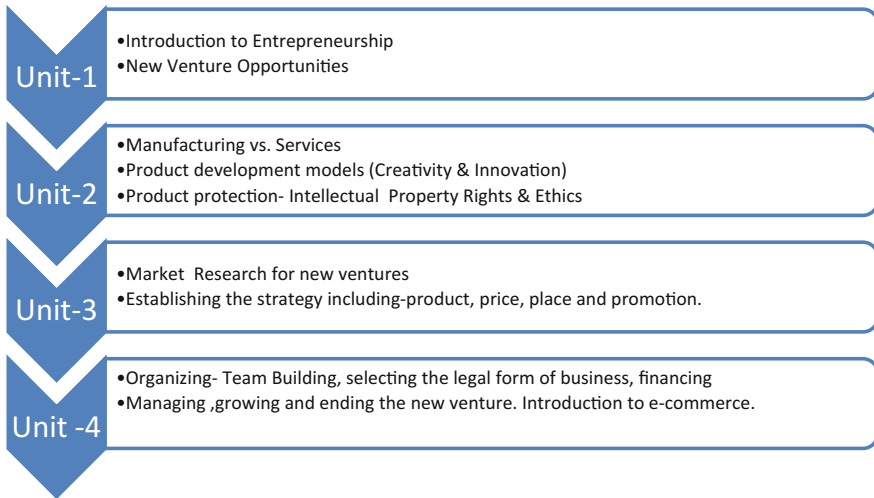 Unit-1
•Introduction to Entrepreneurship
•New Venture Opportunities
Unit-2
•Manufacturing vs. Services
•Product development models (Creativity & Innovation)
•Product protection- Intellectual Property Rights & Ethics
Unit-3
•Market Research for new ventures
•Establishing the strategy including-product, price, place and promotion.
Unit -4
•Organizing- Team Building, selecting the legal form of business, financing
•Managing ,growing and ending the new venture. Introduction to e-commerce.